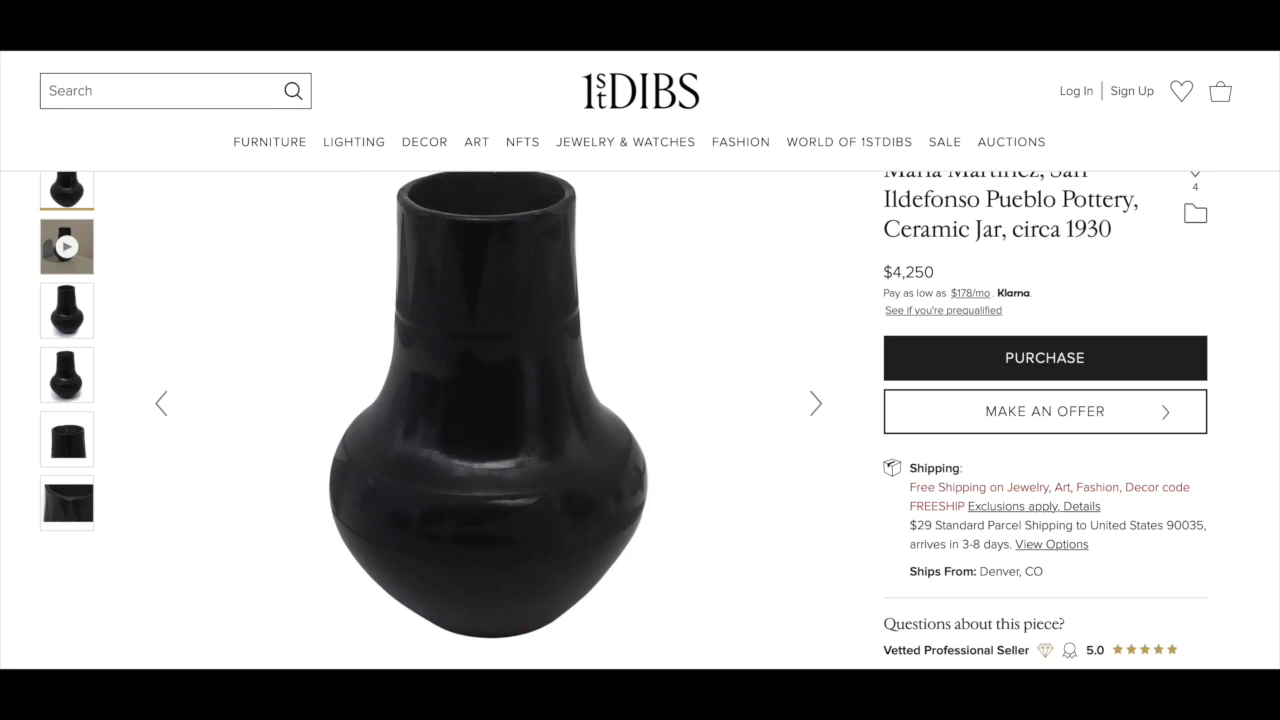 Search
1stDIBS
Log In
Sign Up
FURNITURE LIGHTING DECOR ART NFTS JEWELRY & WATCHES FASHION WORLD OF 1STDIBS SALE AUCTIONS
Maria Martinez, San
Ildefonso Pueblo Pottery,
Ceramic Jar, circa 1930
4
$4,250
Pay as low as $178/mo. Klarna.
See if you're prequalified
PURCHASE
MAKE AN OFFER
Shipping:
Free Shipping on Jewelry, Art, Fashion, Decor code
FREESHIP Exclusions apply. Details
$29 Standard Parcel Shipping to United States 90035,
arrives in 3-8 days. View Options
Ships From: Denver, CO
Questions about this piece?
Vetted Professional Seller 5.0